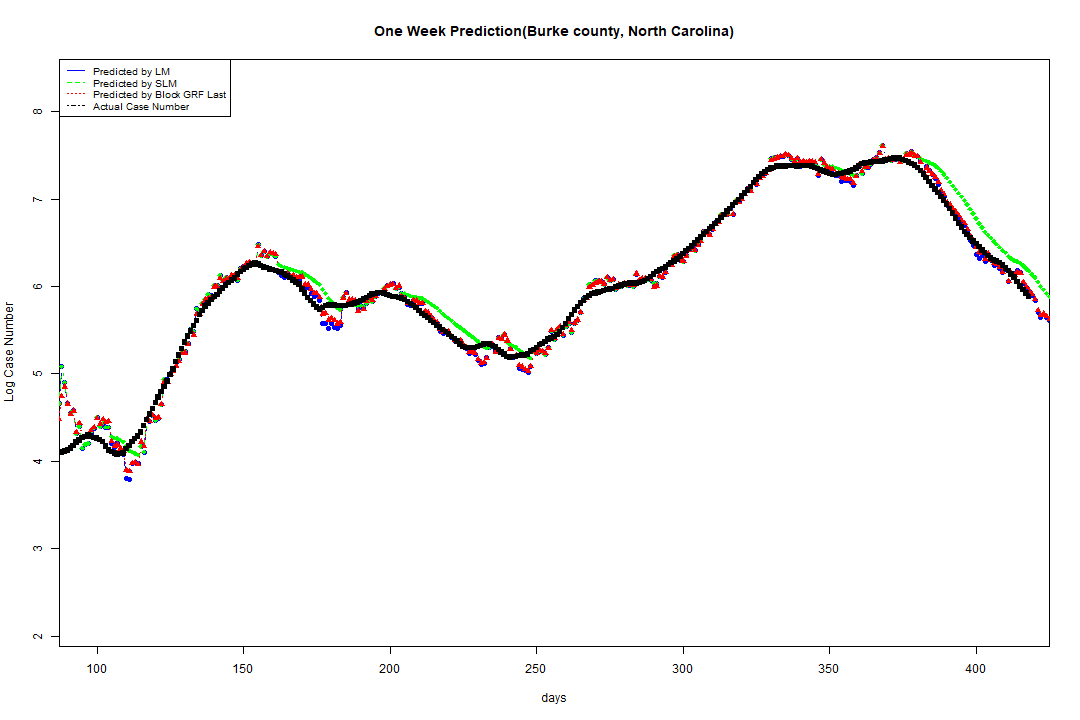 One Week Prediction(Burke county, North Carolina)
Predicted by LM
Predicted by SLM
Predicted by Block GRF Last
Actual Case Number
8
7
6
5
4
3
2
Log Case Number
100 150 200 250 300 350 400
days